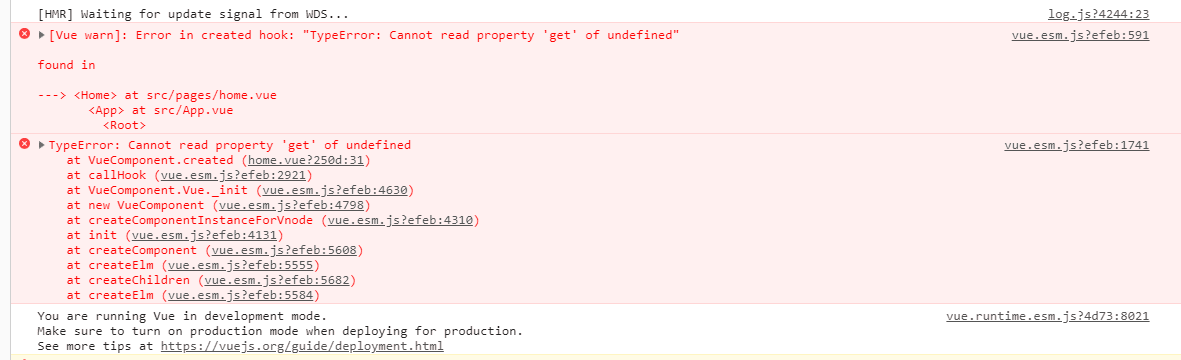 [HMR] Waiting for update signal from WDS... log.js?4244:23
[Vue warn]: Error in created hook: "TypeError: Cannot read property 'get' of undefined" vue.esm.js?efeb:591
found in
---> <Home> at src/pages/home.vue
<App> at src/App.vue
<Root>
TypeError: Cannot read property 'get' of undefined vue.esm.js?efeb:1741
at VueComponent.created (home.vue?250d:31)
at callHook (vue.esm.js?efeb:2921)
at VueComponent.Vue._init (vue.esm.js?efeb:4630)
at new VueComponent (vue.esm.js?efeb:4798)
at createComponentInstanceForVnode (vue.esm.js?efeb:4310)
at init (vue.esm.js?efeb:4131)
at createComponent (vue.esm.js?efeb:5608)
at createElm (vue.esm.js?efeb:5555)
at createChildren (vue.esm.js?efeb:5682)
at createElm (vue.esm.js?efeb:5584)
You are running Vue in development mode. vue.runtime.esm.js?4d73:8021
Make sure to turn on production mode when deploying for production.
See more tips at https://vuejs.org/guide/deployment.html